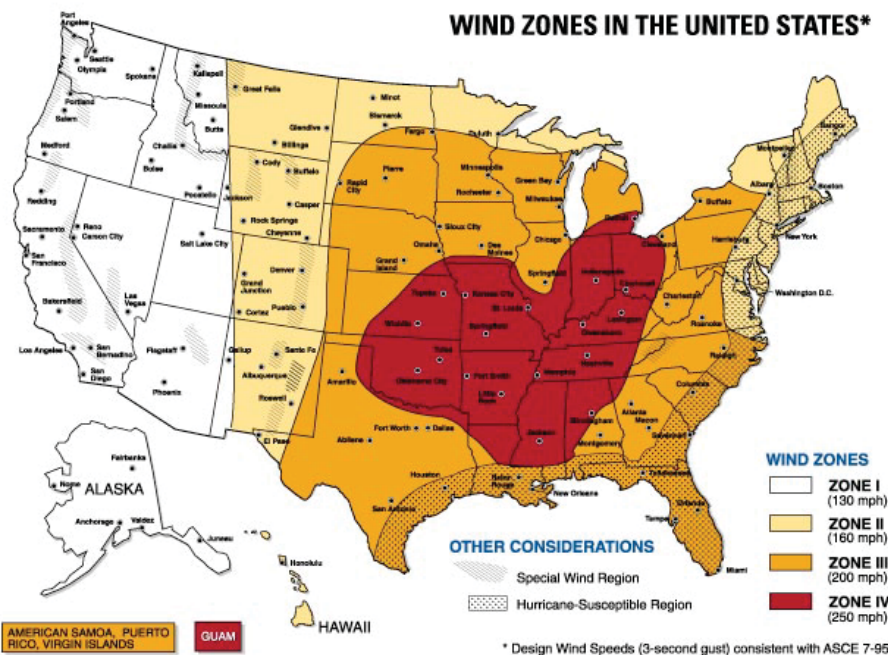 WIND ZONES IN THE UNITED STATES*
Port
Angeles
Seattle
Olympia
Spokane
Portland
Salem
Medford
Kalispell
Missoula
Butte
Challis
Boise
Pocatello
Great Falls
Glendive
Billings
Cody
Buffalo
Jackson
Casper
Rock Springs
Cheyenne
Minot
Bismarck
Fargo
Duluth
Pierre
Rapid
City
Minneapolis
Rochester
Green Bay
Milwaukee
Sioux City
Omaha
Des
Moines
Grand
Island
Chicago
Springfield
Detroit
Cleveland
Buffalo
Harrisburg
Albany
Montpelier
Bangor
Boston
New York
Washington D.C.
Redding
Sacramento
Reno
Carson City
San
Francisco
Bakersfield
Las
Vegas
Los Angeles
San
Bernadino
San
Diego
Salt Lake City
Flagstaff
Phoenix
Denver
Grand
Junction
Pueblo
Cortez
Gallup
Santa Fe
Albuquerque
Roswell
El Paso
Amarillo
Topeka
Kansas City
Wichita
St. Louis
Springfield
Tulsa
Oklahoma City
Fort Smith
Little
Rock
Memphis
Nashville
Indianapolis
Cincinnati
Lexington
Owensboro
Charleston
Roanoke
Raleigh
Columbia
Atlanta
Macon
Savannah
Birmingham
Montgomery
Jackson
Tallahassee
Orlando
Tampa
Miami
Fort Worth
Dallas
Abilene
Houston
San Antonio
Baton
Rouge
New Orleans
Fairbanks
Nome
ALASKA
Anchorage
Valdez
Juneau
Honolulu
HAWAII
AMERICAN SAMOA, PUERTO
RICO, VIRGIN ISLANDS
GUAM
OTHER CONSIDERATIONS
Special Wind Region
Hurricane-Susceptible Region
WIND ZONES
ZONE I
(130 mph)
ZONE II
(160 mph)
ZONE III
(200 mph)
ZONE IV
(250 mph)
* Design Wind Speeds (3-second gust) consistent with ASCE 7-95